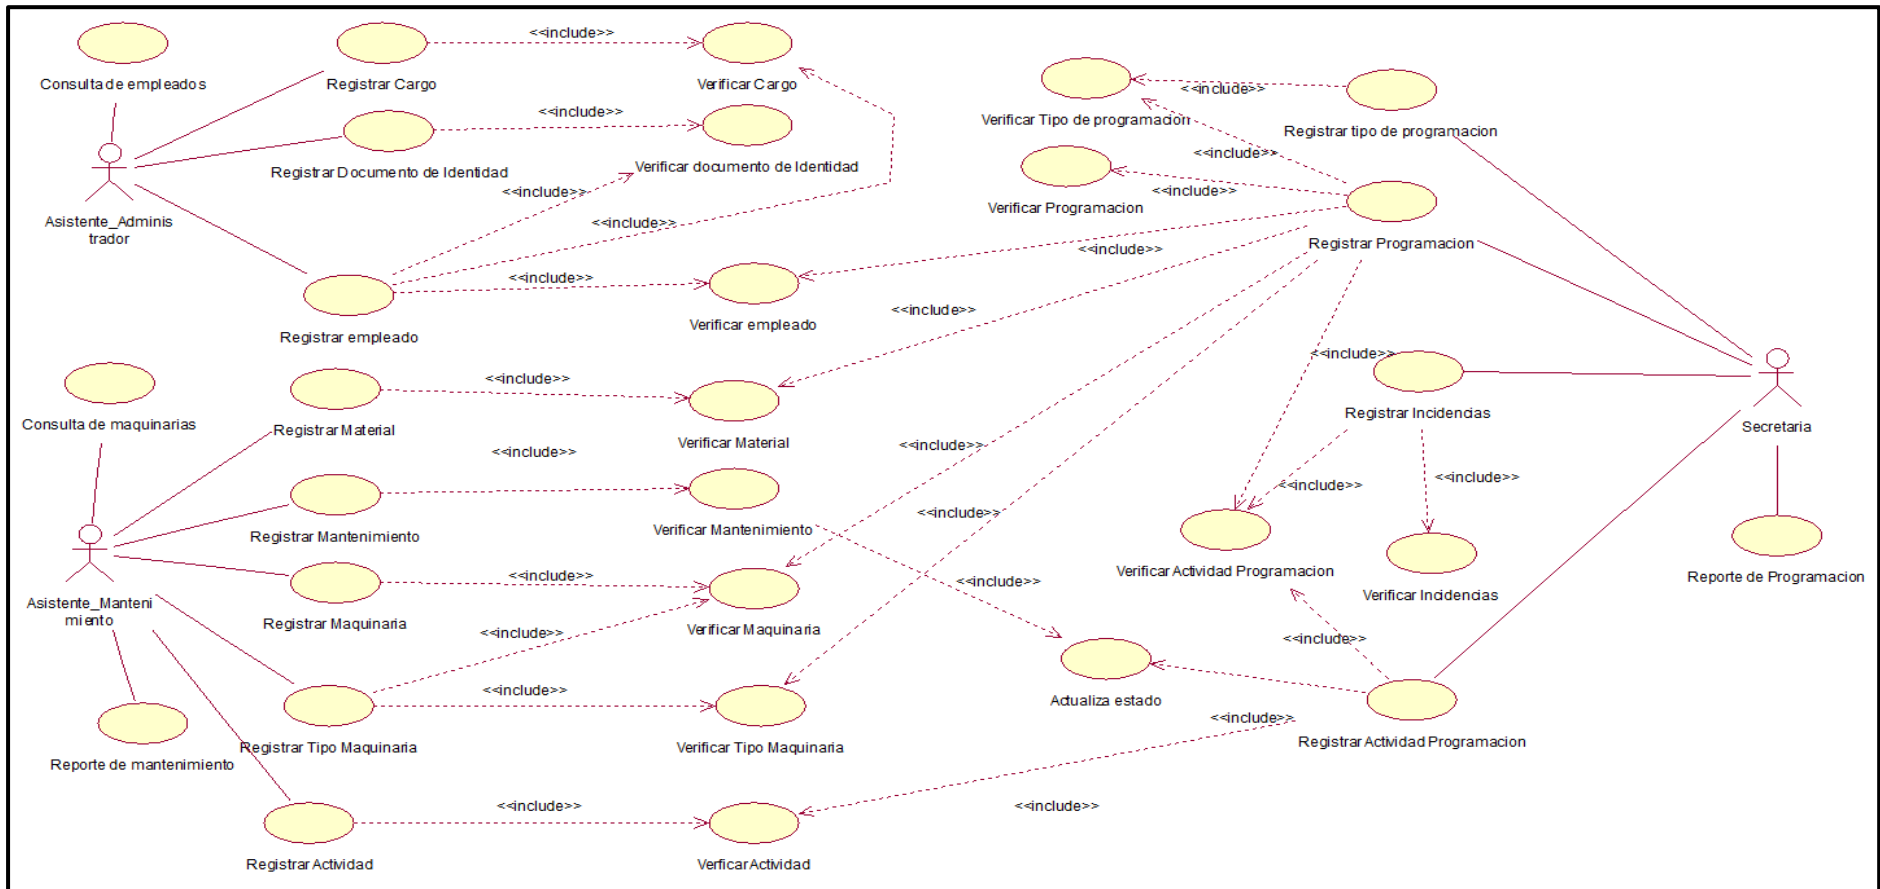 <<include>>
Consulta de empleados
Registrar Cargo
Verificar Cargo
<<include>>
<<include>>
Verificar Tipo de programacion
Registrar tipo de programacion
Registrar Documento de Identidad
Verificar documento de Identidad
<<include>>
<<include>>
<<include>>
Verificar Programacion
Asistente_Adminis
trador
<<include>>
<<include>>
Registrar Programacion
<<include>>
<<include>>
Registrar empleado
Verificar empleado
<<include>>
<<include>>
<<include>>
Consulta de maquinarias
Registrar Material
Verificar Material
Registrar Incidencias
Secretaria
<<include>>
<<include>>
<<include>>
<<include>>
Registrar Mantenimiento
Verificar Mantenimiento
<<include>>
Verificar Actividad Programacion
Reporte de Programacion
<<include>>
<<include>>
Verificar Incidencias
Asistente_Manteni
miento
Registrar Maquinaria
Verificar Maquinaria
<<include>>
<<include>>
Actualiza estado
Registrar Tipo Maquinaria
Verificar Tipo Maquinaria
<<include>>
<<include>>
Registrar Actividad Programacion
Reporte de mantenimiento
<<include>>
<<include>>
Registrar Actividad
Verficar Actividad